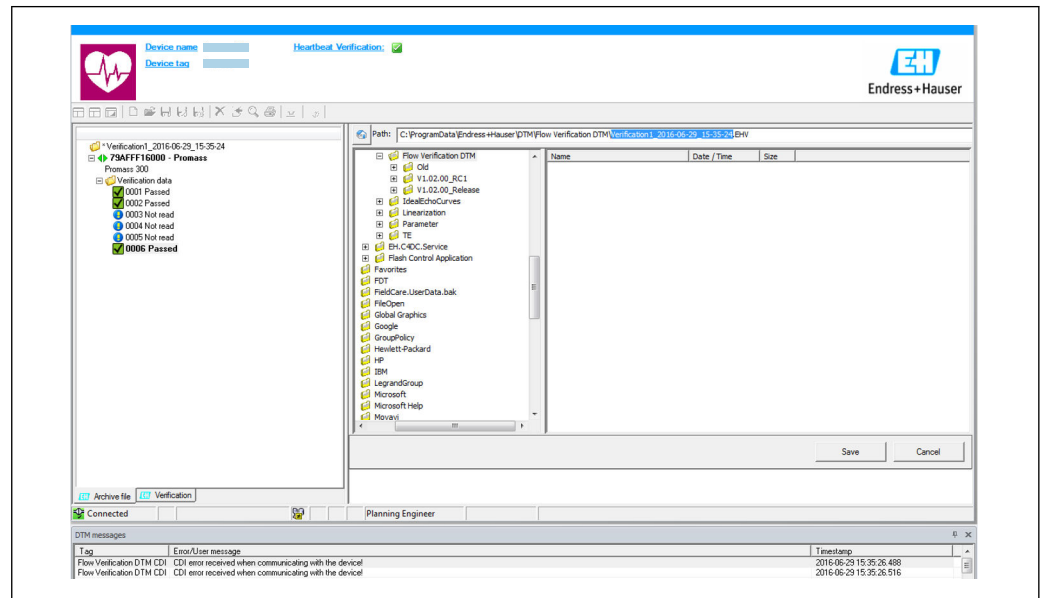 Device name Heartbeat Verification:
Device tag
Endress+Hauser
Path: C:\ProgramData\Endress+Hauser\DTM\Flow Verification DTM\Verification1_2016-06-29_15-35-24.EHV
* Verification1_2016-06-29_15-35-24
79AFFF16000 - Promass
Promass 300
Verification data
0001 Passed
0002 Passed
0003 Not read
0004 Not read
0005 Not read
0006 Passed
Flow Verification DTM
Old
V1.02.00_RC1
V1.02.00_Release
IdealEchoCurves
Linearization
Parameter
TE
EH.C4DC.Service
Flash Control Application
Favorites
FDT
FieldCare.UserData.bak
FileOpen
Global Graphics
Google
GroupPolicy
Hewlett-Packard
HP
IBM
LegrandGroup
Microsoft
Microsoft Help
Movavi
Name Date / Time Size
Save Cancel
Archive file Verification
Connected Planning Engineer
DTM messages
Tag Error/User message Timestamp
Flow Verification DTM CDI CDI error received when communicating with the device! 2016-06-29 15:35:26.488
Flow Verification DTM CDI CDI error received when communicating with the device! 2016-06-29 15:35:26.516